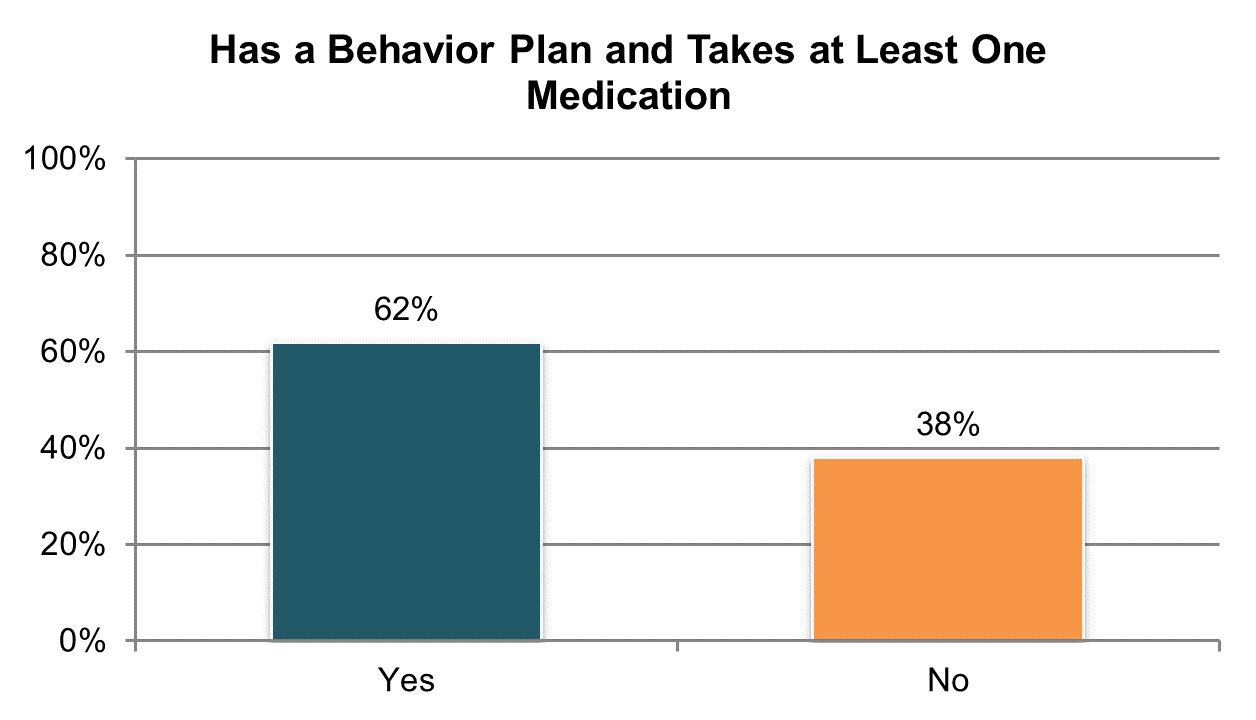 Has a Behavior Plan and Takes at Least One
Medication
100%
80%
60%
40%
20%
0%
62%
38%
Yes
No